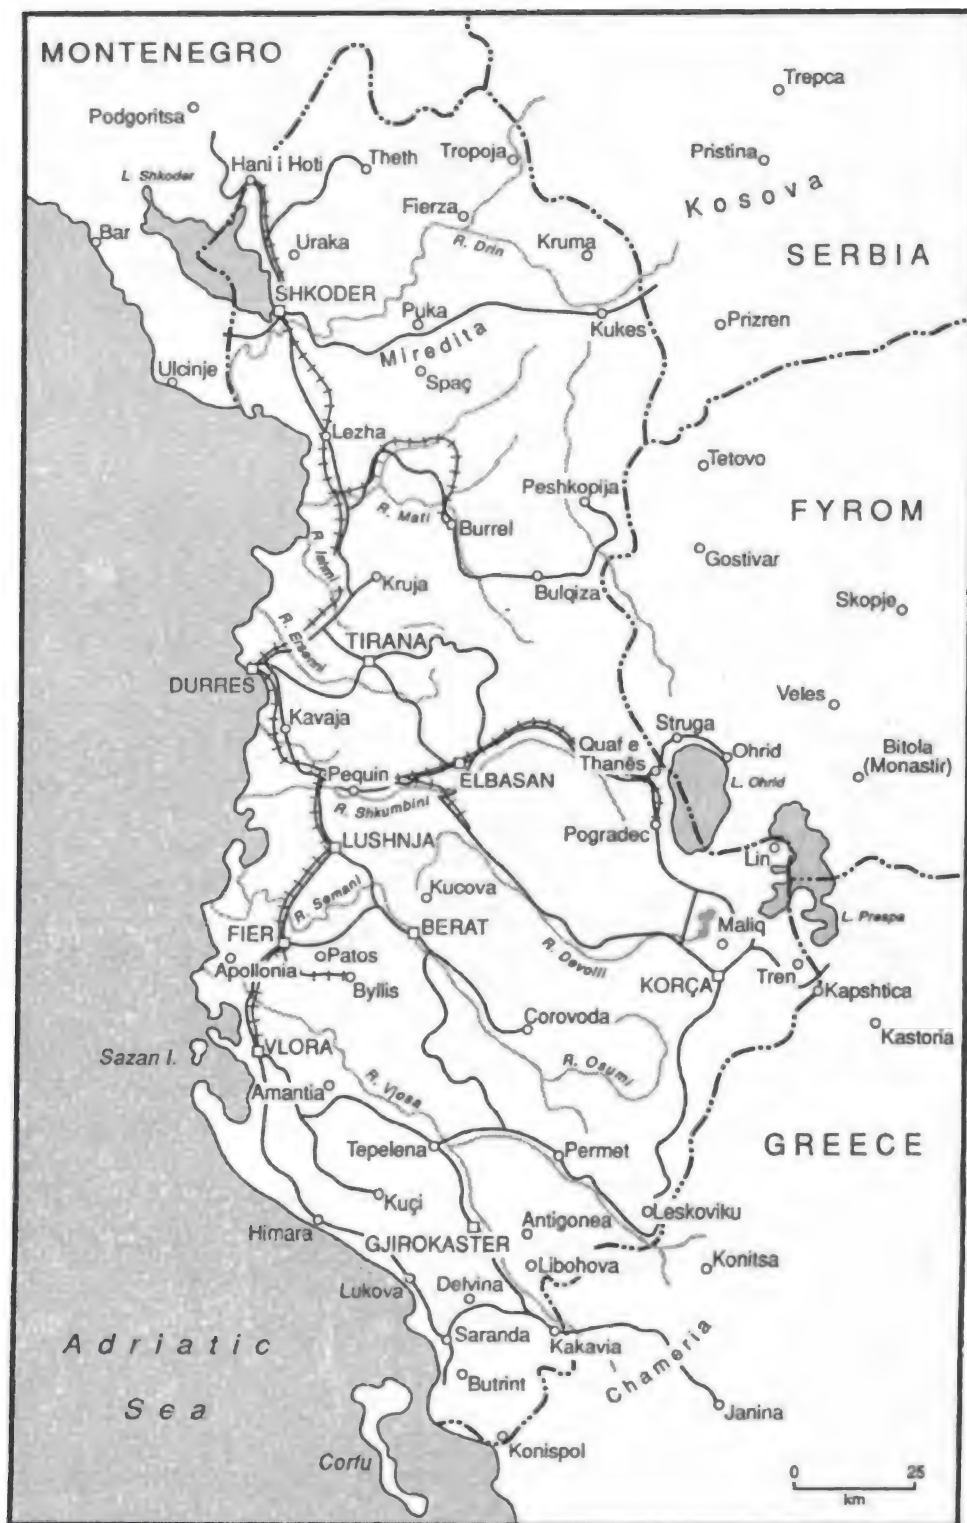 MONTENEGRO
Trepca
Podgoritsa
Hani i Hoti
Theth
Tropoja
Pristina
L. Shkoder
Kosova
Fierza
Bar
Uraka
R. Drin
Kruma
SERBIA
SHKODER
Puka
Kukes
Prizren
Miredita
Ulcinje
Spaç
Lezha
Tetovo
Peshkopija
R. Mati
Burrel
FYROM
R. Ishmi
Gostivar
Kruja
Bulqiza
Skopje
R. Erzenni
TIRANA
DURRES
Veles
Kavaja
Struga
Quaf e
Thanës
Ohrid
Bitola
(Monastir)
Pequin
ELBASAN
L. Ohrid
R. Shkumbini
Pogradec
LUSHNJA
Lin
Kucova
R. Semani
L. Prespa
FIER
BERAT
Maliq
Patos
R. Devolli
Apollonia
Byllis
KORÇA
Tren
Kapshtica
Corovoda
Kastoria
Sazan I.
VLORA
R. Osumi
Amantia
R. Vjosa
Tepelena
Permet
GREECE
Kuçi
Antigonea
Leskoviku
Himara
GJIROKASTER
Libohova
Konitsa
Lukova
Delvina
Adriatic
Sea
Saranda
Kakavia
Chameria
Butrint
Janina
Konispol
Corfu
0 25
km